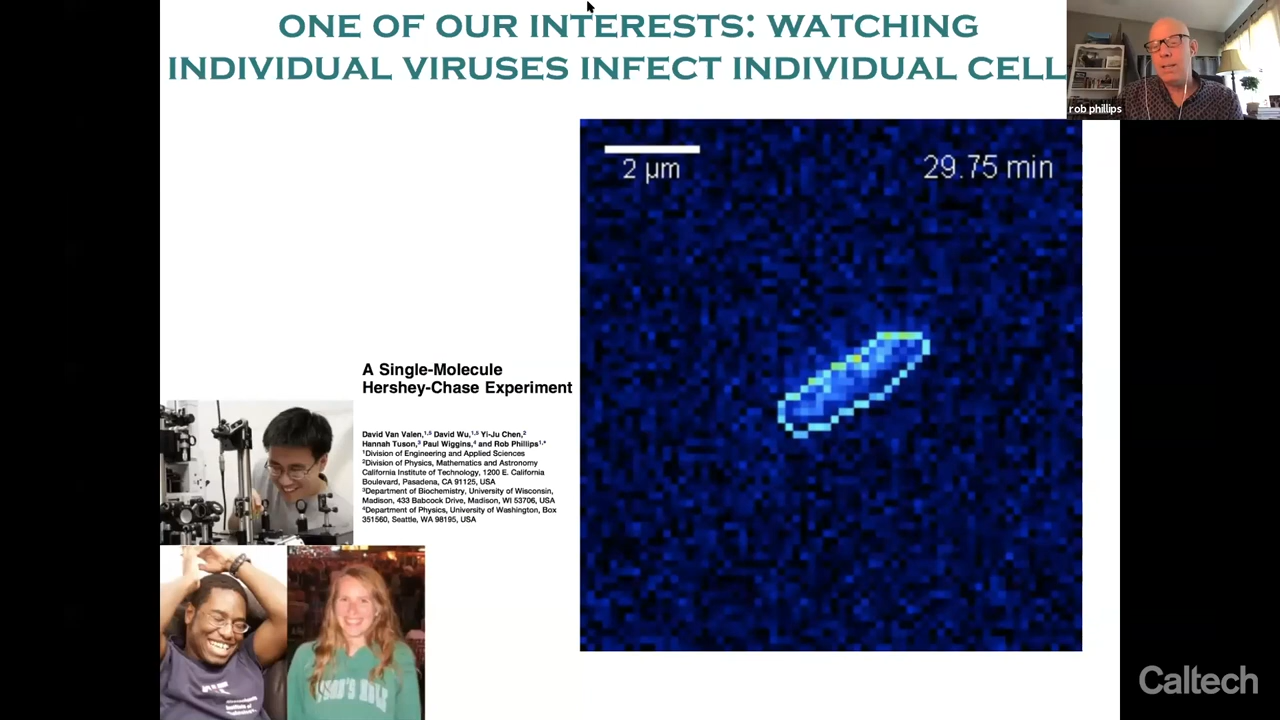 ONE OF OUR INTERESTS: WATCHING
INDIVIDUAL VIRUSES INFECT INDIVIDUAL CELL
rob phillips
2 µm
29.75 min
A Single-Molecule
Hershey-Chase Experiment
David Van Valen,1,5 David Wu,1,5 Yi-Ju Chen,2
Hannah Tuson,3 Paul Wiggins,4 and Rob Phillips1,*
1Division of Engineering and Applied Sciences
2Division of Physics, Mathematics and Astronomy
California Institute of Technology, 1200 E. California
Boulevard, Pasadena, CA 91125, USA
3Department of Biochemistry, University of Wisconsin,
Madison, 433 Babcock Drive, Madison, WI 53706, USA
4Department of Physics, University of Washington, Box
351560, Seattle, WA 98195, USA
Caltech